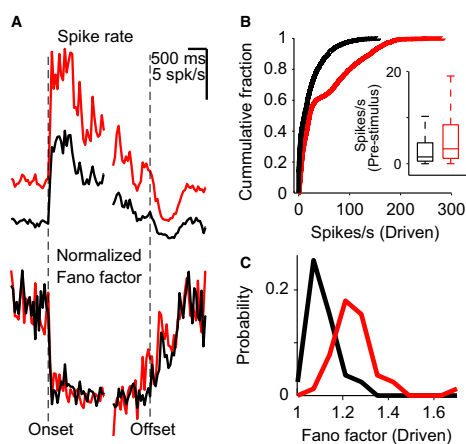 A
Spike rate
500 ms
5 spk/s
Normalized
Fano factor
Onset
Offset
B
Cummulative fraction
1
0.8
0.6
0.4
0.2
0
0
100
200
300
Spikes/s (Driven)
Spikes/s
(Pre-stimulus)
20
0
C
Probability
0.2
0
1
1.2
1.4
1.6
Fano factor (Driven)